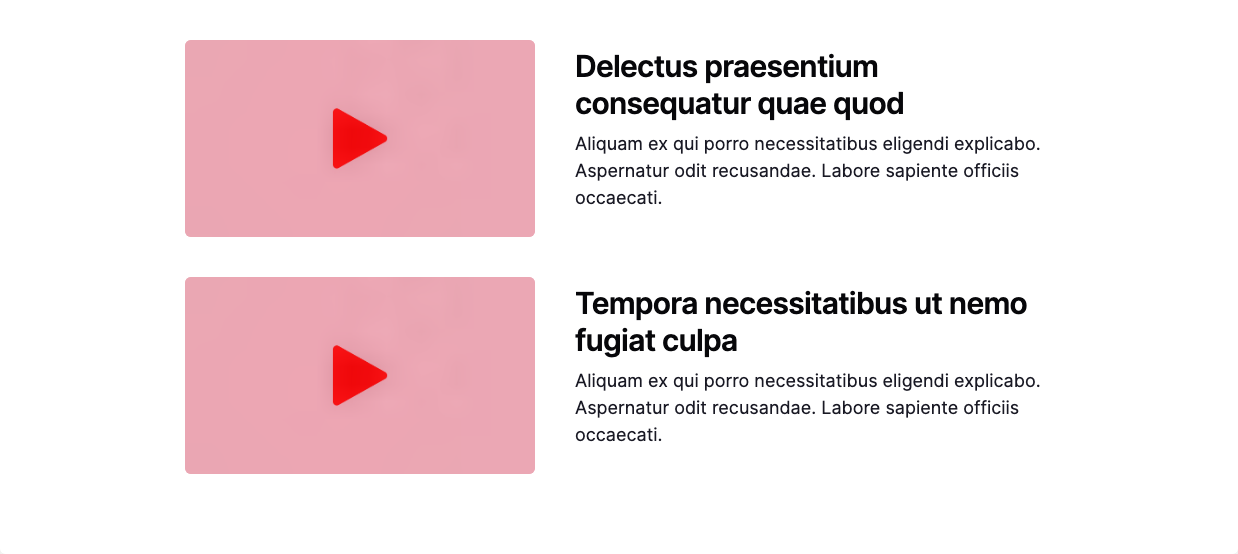 Delectus praesentium
consequatur quae quod
Aliquam ex qui porro necessitatibus eligendi explicabo.
Aspernatur odit recusandae. Labore sapiente officiis
occaecati.
Tempora necessitatibus ut nemo
fugiat culpa
Aliquam ex qui porro necessitatibus eligendi explicabo.
Aspernatur odit recusandae. Labore sapiente officiis
occaecati.